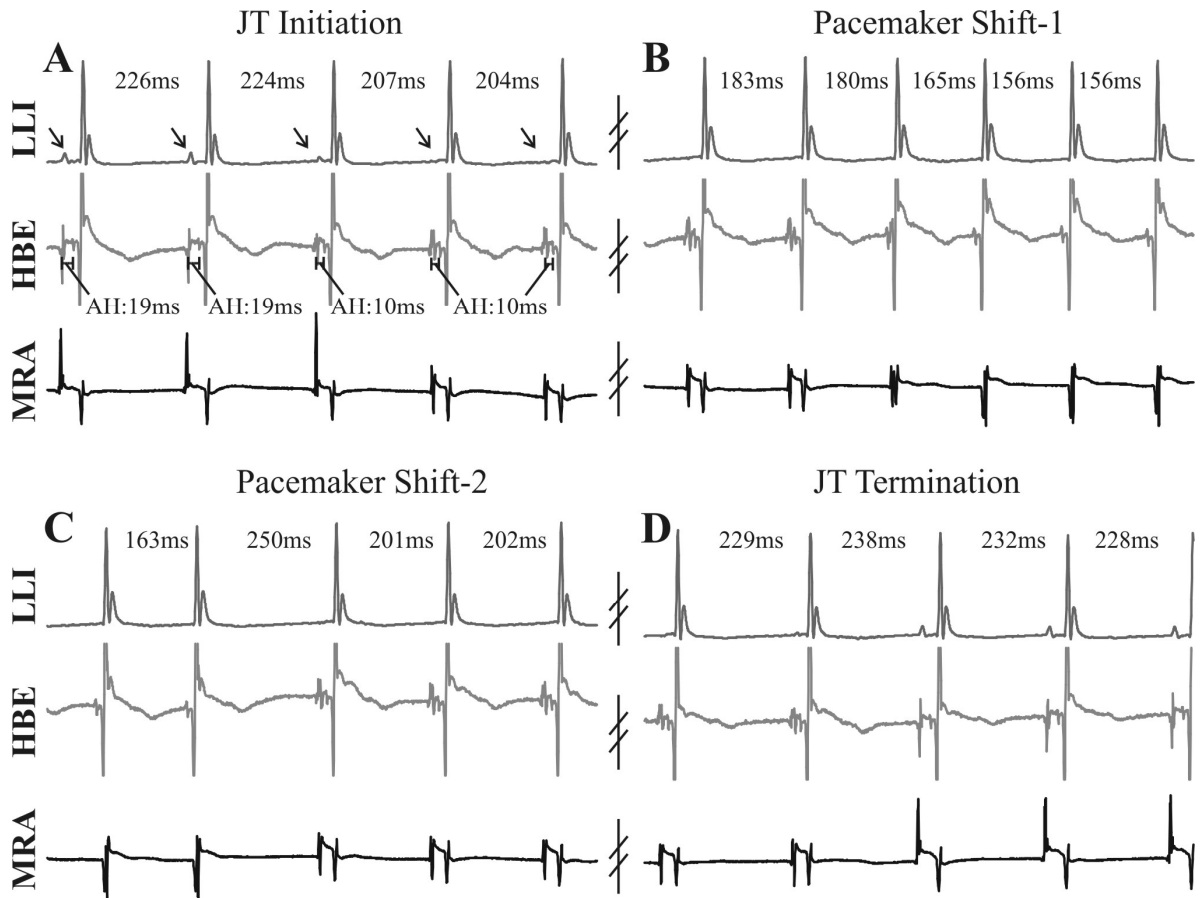 JT Initiation
A
226ms 224ms 207ms 204ms
LLI
HBE
AH:19ms AH:19ms AH:10ms AH:10ms
MRA
Pacemaker Shift-1
B
183ms 180ms 165ms 156ms 156ms
Pacemaker Shift-2
C
163ms 250ms 201ms 202ms
LLI
HBE
MRA
JT Termination
D
229ms 238ms 232ms 228ms